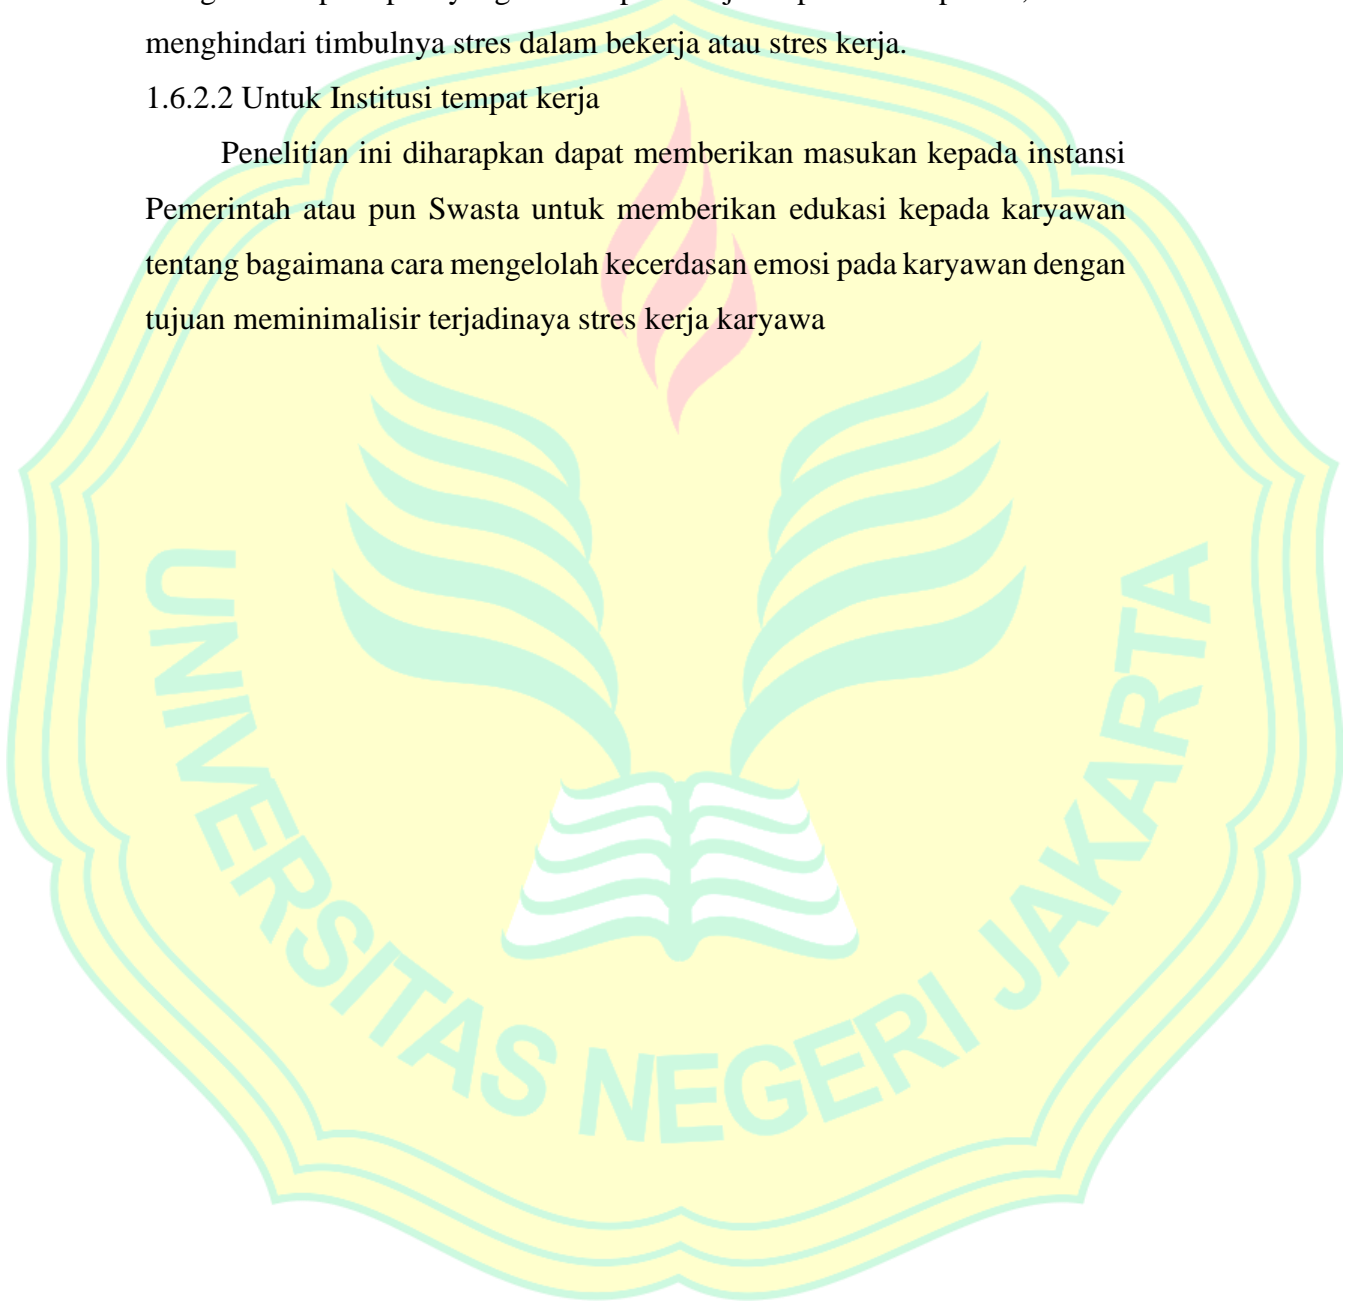 menghindari timbulnya stres dalam bekerja atau stres kerja.
1.6.2.2 Untuk Institusi tempat kerja
Penelitian ini diharapkan dapat memberikan masukan kepada instansi
Pemerintah atau pun Swasta untuk memberikan edukasi kepada karyawan
tentang bagaimana cara mengelolah kecerdasan emosi pada karyawan dengan
tujuan meminimalisir terjadinaya stres kerja karyawa
UNIVERSITAS NEGERI JAKARTA